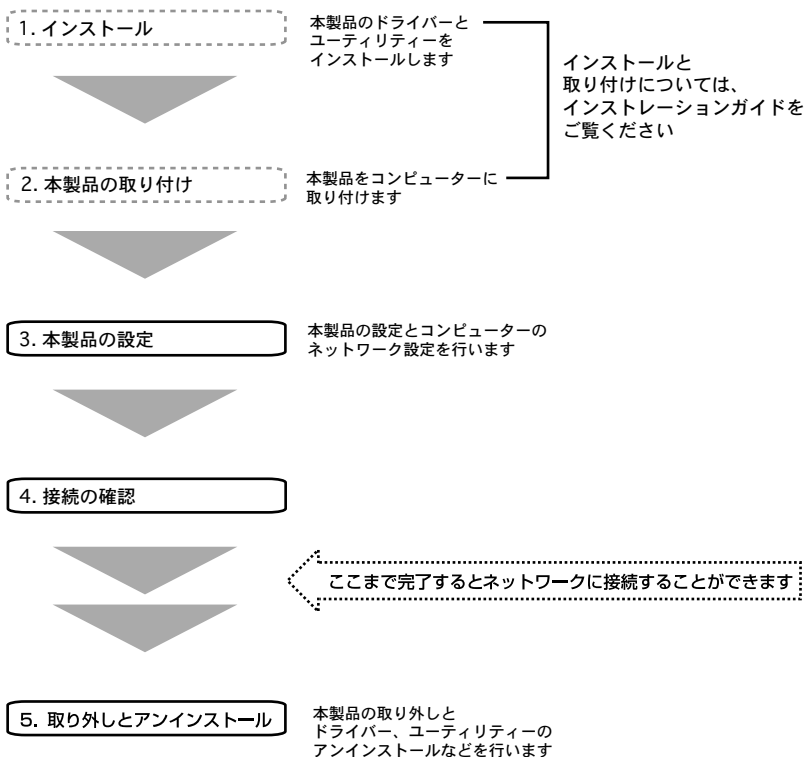 1. インストール
本製品のドライバーと
ユーティリティーを
インストールします
インストールと
取り付けについては、
インストレーションガイドを
ご覧ください
2. 本製品の取り付け
本製品をコンピューターに
取り付けます
3. 本製品の設定
本製品の設定とコンピューターの
ネットワーク設定を行います
4. 接続の確認
ここまで完了するとネットワークに接続することができます
5. 取り外しとアンインストール
本製品の取り外しと
ドライバー、ユーティリティーの
アンインストールなどを行います